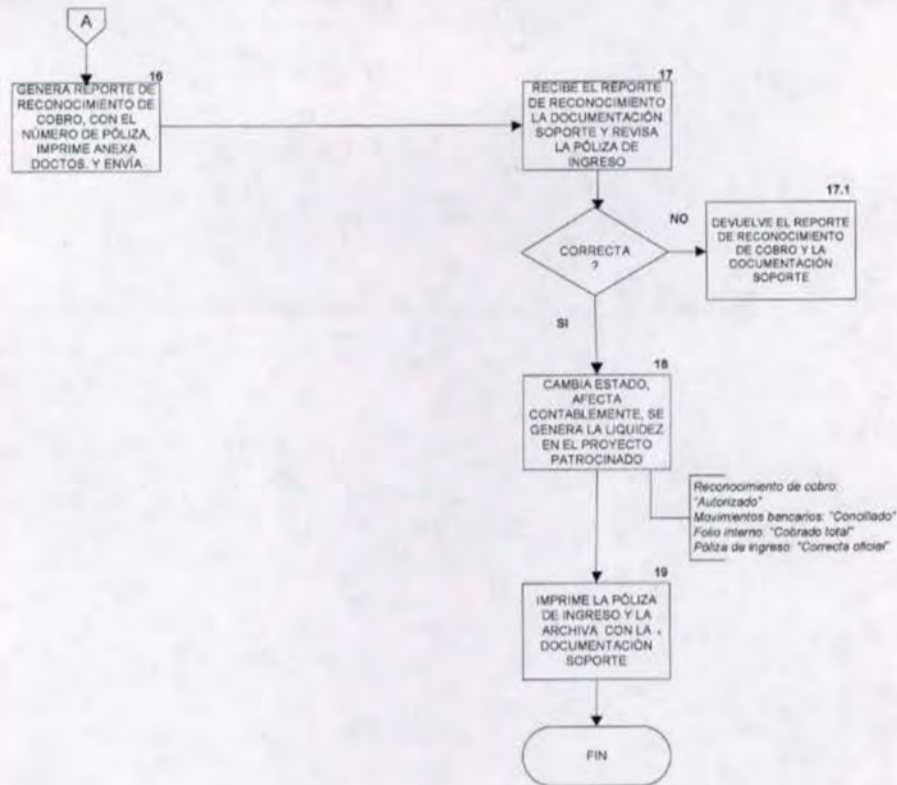 A
16
GENERA REPORTE DE
RECONOCIMIENTO DE
COBRO, CON EL
NÚMERO DE PÓLIZA,
IMPRIME ANEXA
DOCTOS. Y ENVÍA
17
RECIBE EL REPORTE
DE RECONOCIMIENTO
LA DOCUMENTACIÓN
SOPORTE Y REVISA
LA PÓLIZA DE
INGRESO
CORRECTA
?
NO
17.1
DEVUELVE EL REPORTE
DE RECONOCIMIENTO
DE COBRO Y LA
DOCUMENTACIÓN
SOPORTE
SI
18
CAMBIA ESTADO,
AFECTA
CONTABLEMENTE, SE
GENERA LA LIQUIDEZ
EN EL PROYECTO
PATROCINADO
Reconocimiento de cobro:
"Autorizado"
Movimientos bancarios: "Conciliado"
Folio interno: "Cobrado total"
Póliza de ingreso: "Correcta oficial"
19
IMPRIME LA PÓLIZA
DE INGRESO Y LA
ARCHIVA CON LA
DOCUMENTACIÓN
SOPORTE
FIN